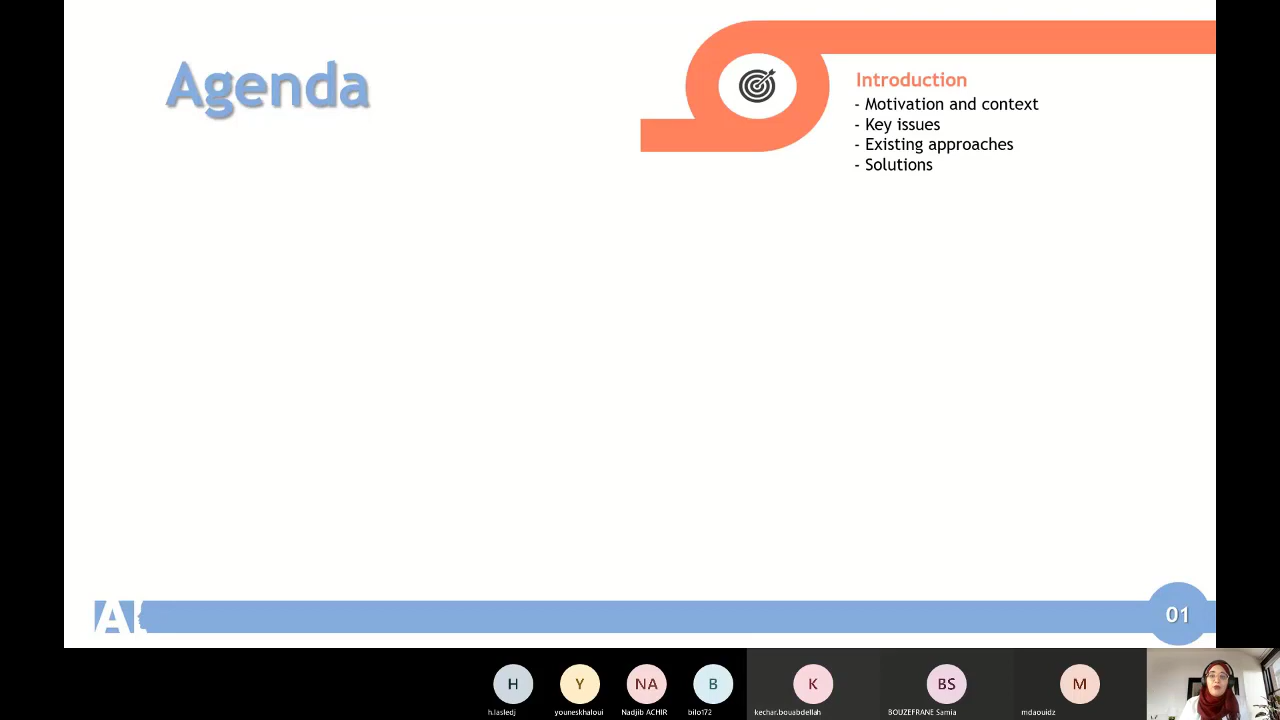 Agenda
Introduction
- Motivation and context
- Key issues
- Existing approaches
- Solutions
AI
01
H
Y
NA
B
K
BS
M
h.lasledj
youneskhaloui
Nadjib ACHIR
bilo172
kechar.bouabdellah
BOUZEFRANE Samia
mdaouidz